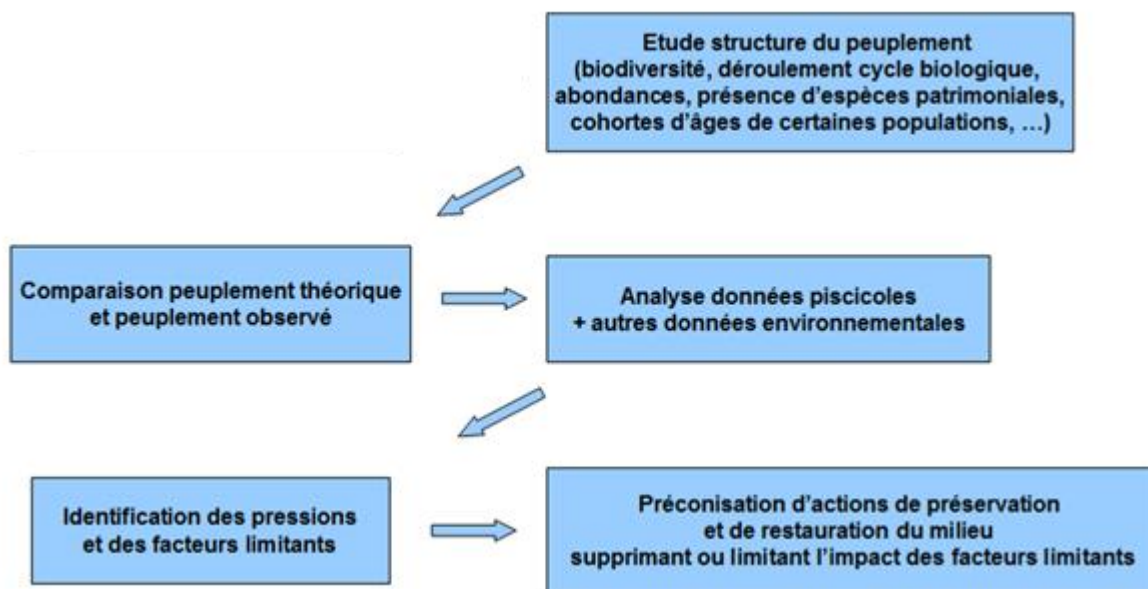 Etude structure du peuplement
(biodiversité, déroulement cycle biologique,
abondances, présence d'espèces patrimoniales,
cohortes d'âges de certaines populations, …)
Comparaison peuplement théorique
et peuplement observé
Analyse données piscicoles
+ autres données environnementales
Identification des pressions
et des facteurs limitants
Préconisation d'actions de préservation
et de restauration du milieu
supprimant ou limitant l'impact des facteurs limitants